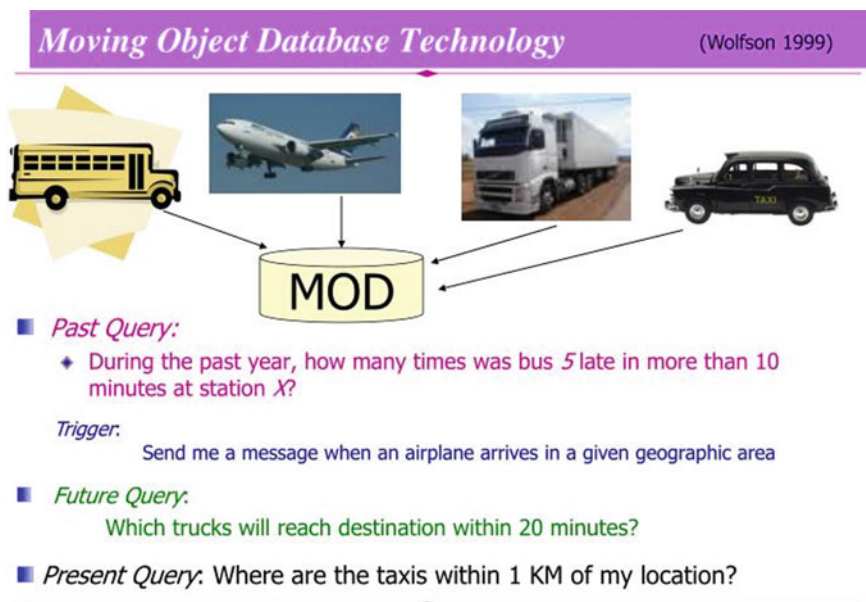 Moving Object Database Technology
(Wolfson 1999)
TAXI
MOD
Past Query:
During the past year, how many times was bus 5 late in more than 10
minutes at station X?
Trigger:
Send me a message when an airplane arrives in a given geographic area
Future Query:
Which trucks will reach destination within 20 minutes?
Present Query: Where are the taxis within 1 KM of my location?